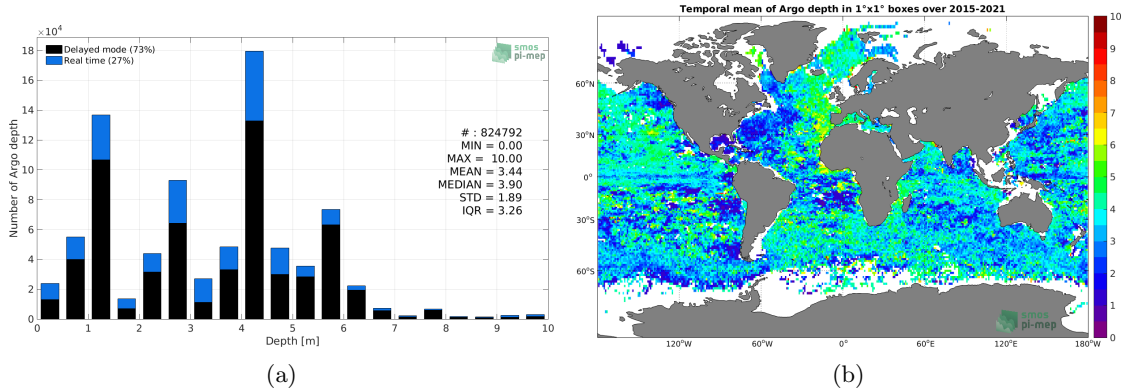 ×10⁴
Delayed mode (73%)
Real time (27%)
smos
pi-mep
Number of Argo depth
18
16
14
12
10
8
6
4
2
0
# : 824792
MIN = 0.00
MAX = 10.00
MEAN = 3.44
MEDIAN = 3.90
STD = 1.89
IQR = 3.26
0 1 2 3 4 5 6 7 8 9 10
Depth [m]
(a)
Temporal mean of Argo depth in 1°x1° boxes over 2015-2021
60°N
30°N
0°
30°S
60°S
120°W 60°W 0° 60°E 120°E 180°W
smos
pi-mep
10
9
8
7
6
5
4
3
2
1
0
(b)